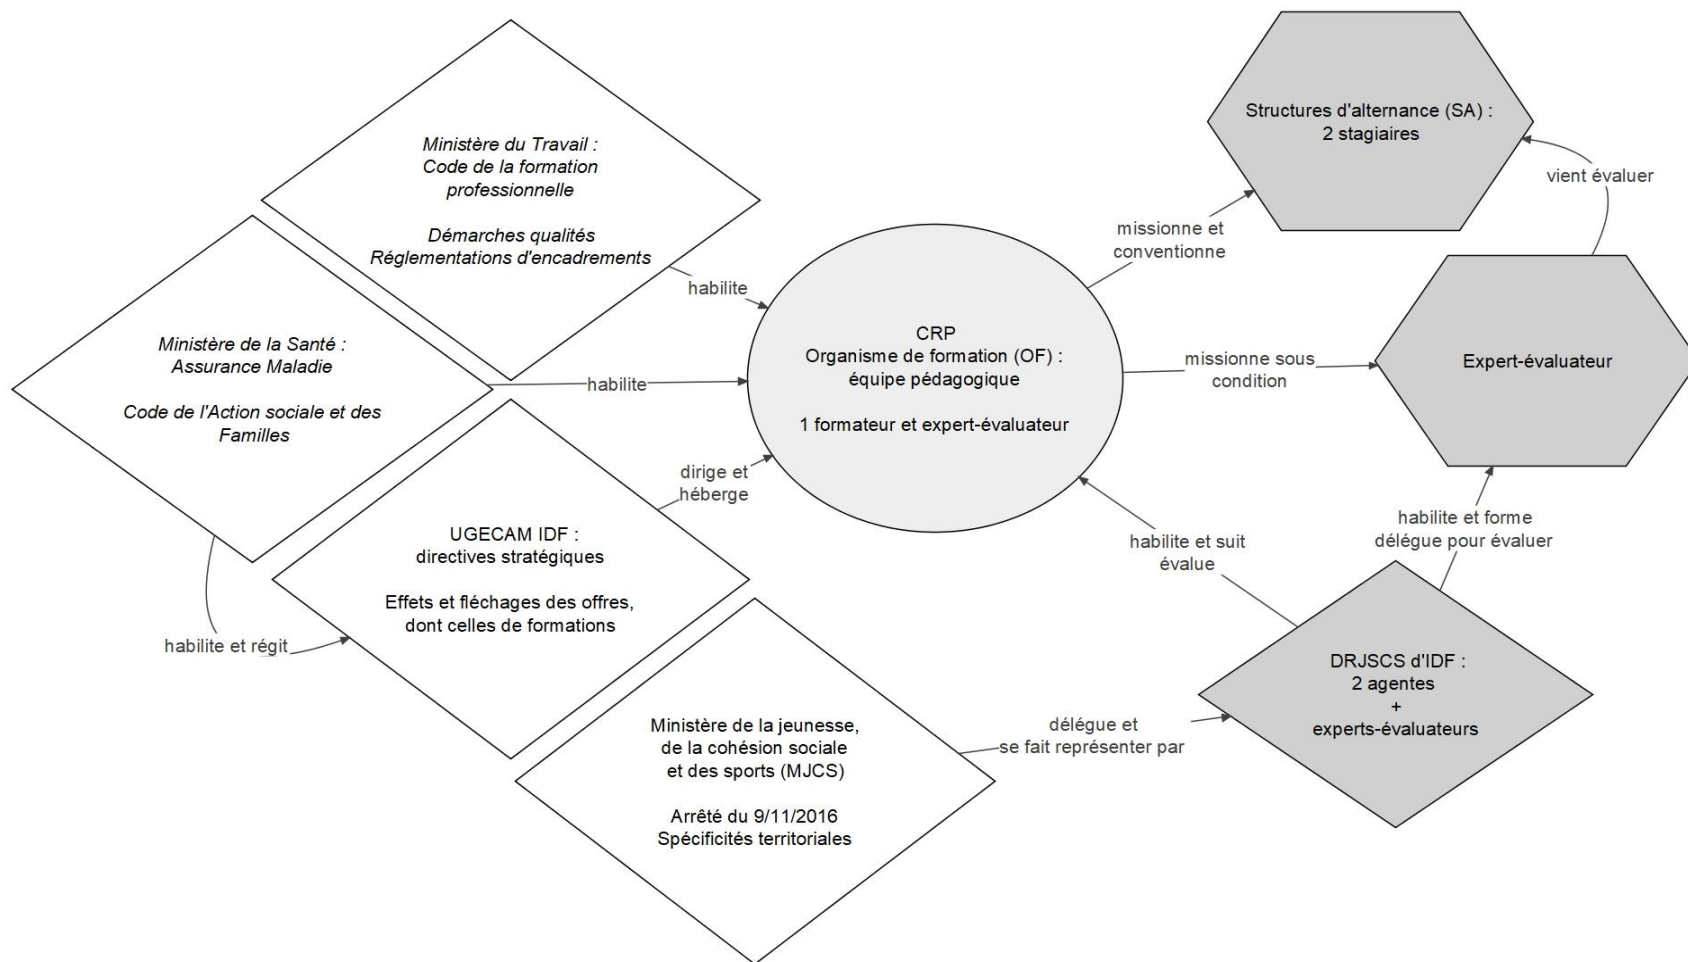 Structures d'alternance (SA) :
2 stagiaires
Ministère du Travail :
Code de la formation
professionnelle
Démarches qualités
Réglementations d'encadrements
vient évaluer
missionne et
conventionne
habilite
Ministère de la Santé :
Assurance Maladie
Code de l'Action sociale et des
Familles
habilite
CRP
Organisme de formation (OF) :
équipe pédagogique
1 formateur et expert-évaluateur
missionne sous
condition
Expert-évaluateur
dirige et
héberge
UGECAM IDF :
directives stratégiques
Effets et fléchages des offres,
dont celles de formations
habilite et régit
habilite et suit
évalue
habilite et forme
délégue pour évaluer
DRJSCS d'IDF :
2 agentes
+
experts-évaluateurs
délégue et
se fait représenter par
Ministère de la jeunesse,
de la cohésion sociale
et des sports (MJCS)
Arrêté du 9/11/2016
Spécificités territoriales